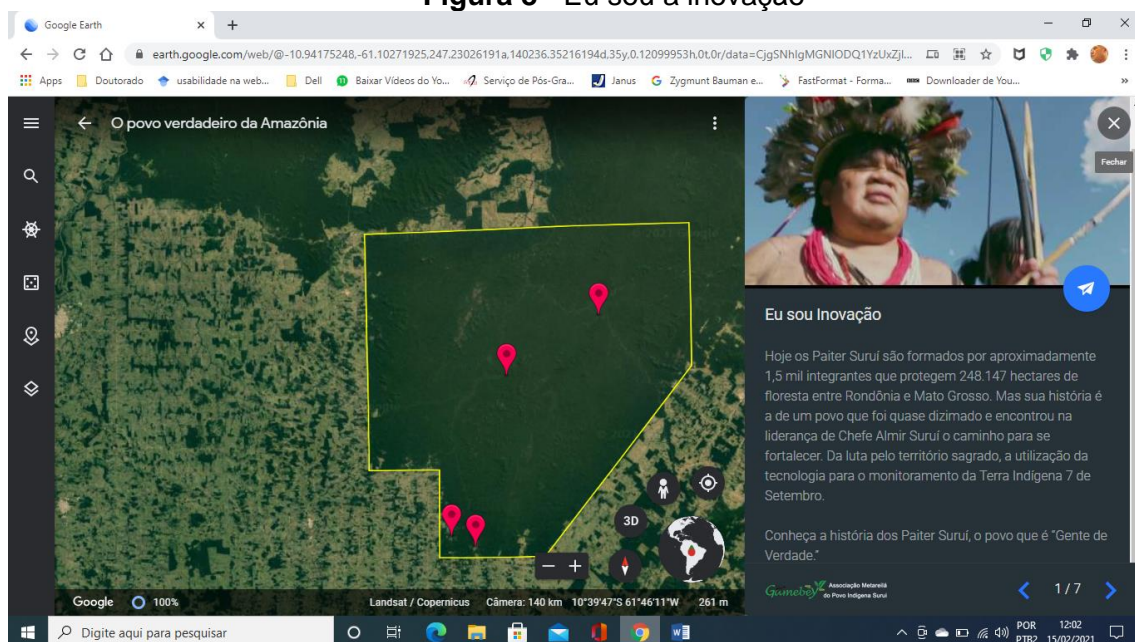 Figura 3 - Eu sou a inovação
Google Earth
earth.google.com/web/@-10.94175248,-61.10271925,247.23026191a,140236.35216194d,35y,0.12099953h,0t,0r/data=CjgSNhIgMGNlODQ1YzUxZjI...
Apps Doutorado usabilidade na web... Dell Baixar Vídeos do Yo... Serviço de Pós-Gra... Janus Zygmunt Bauman e... FastFormat - Forma... Downloader de You... »
O povo verdadeiro da Amazônia
Fechar
Eu sou Inovação
Hoje os Paiter Suruí são formados por aproximadamente
1,5 mil integrantes que protegem 248.147 hectares de
floresta entre Rondônia e Mato Grosso. Mas sua história é
a de um povo que foi quase dizimado e encontrou na
liderança de Chefe Almir Suruí o caminho para se
fortalecer. Da luta pelo território sagrado, a utilização da
tecnologia para o monitoramento da Terra Indígena 7 de
Setembro.
Conheça a história dos Paiter Suruí, o povo que é "Gente de
Verdade."
3D
Gamebey Associação Metareilá
do Povo Indígena Surui
1 / 7
Google 100% Landsat / Copernicus Câmera: 140 km 10°39'47"S 61°46'11"W 261 m
Digite aqui para pesquisar
POR 12:02
PTB2 15/02/2021